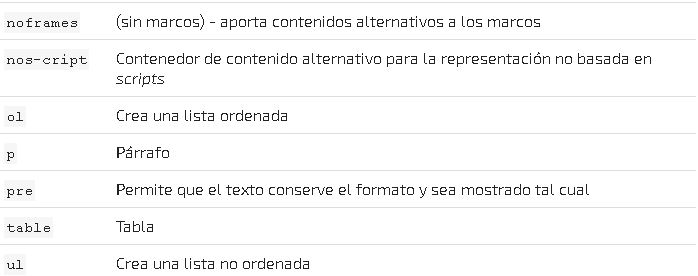 noframes (sin marcos) - aporta contenidos alternativos a los marcos
nos-cript Contenedor de contenido alternativo para la representación no basada en
scripts
ol Crea una lista ordenada
p Párrafo
pre Permite que el texto conserve el formato y sea mostrado tal cual
table Tabla
ul Crea una lista no ordenada